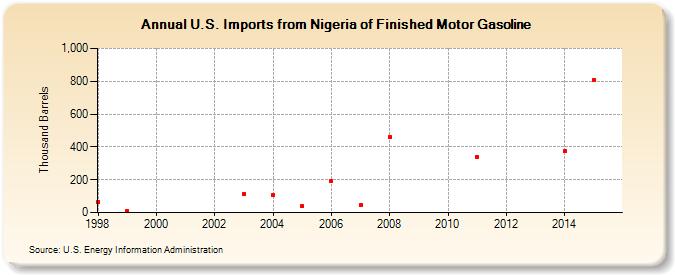 Annual U.S. Imports from Nigeria of Finished Motor Gasoline
Thousand Barrels
1,000
800
600
400
200
0
1998 2000 2002 2004 2006 2008 2010 2012 2014
Source: U.S. Energy Information Administration